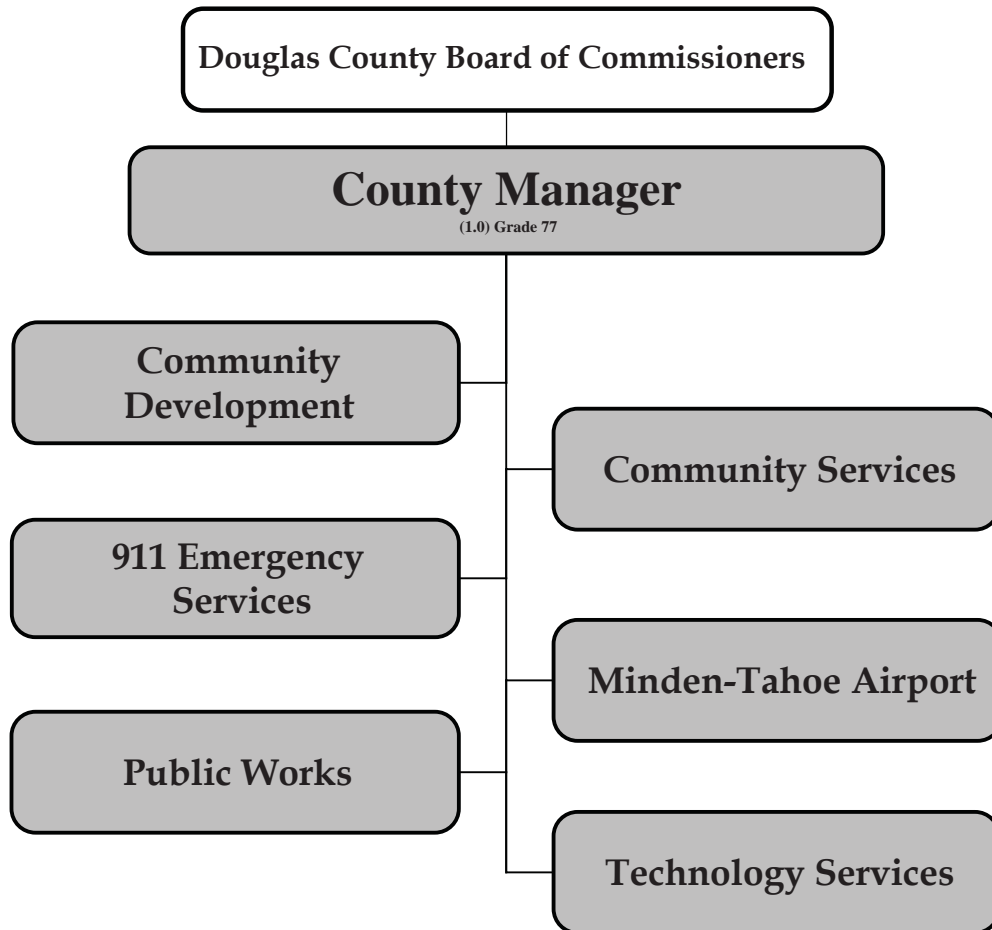 Douglas County Board of Commissioners
County Manager
(1.0) Grade 77
Community
Development
Community Services
911 Emergency
Services
Minden-Tahoe Airport
Public Works
Technology Services